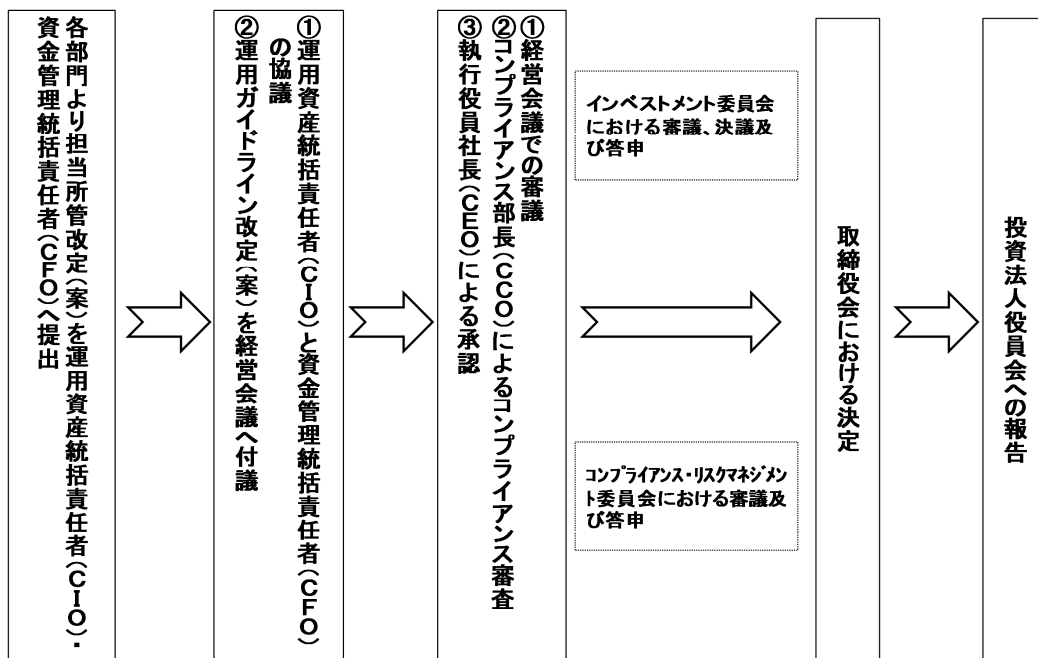 各部門より担当所管改定(案)を運用資産統括責任者(CIO)・
資金管理統括責任者(CFO)へ提出
①運用資産統括責任者(CIO)と資金管理統括責任者(CFO)
の協議
②運用ガイドライン改定(案)を経営会議へ付議
①経営会議での審議
②コンプライアンス部長(CCO)によるコンプライアンス審査
③執行役員社長(CEO)による承認
インベストメント委員会
における審議、決議及
び答申
コンプライアンス・リスクマネジメン
ト委員会における審議及
び答申
取締役会における決定
投資法人役員会への報告